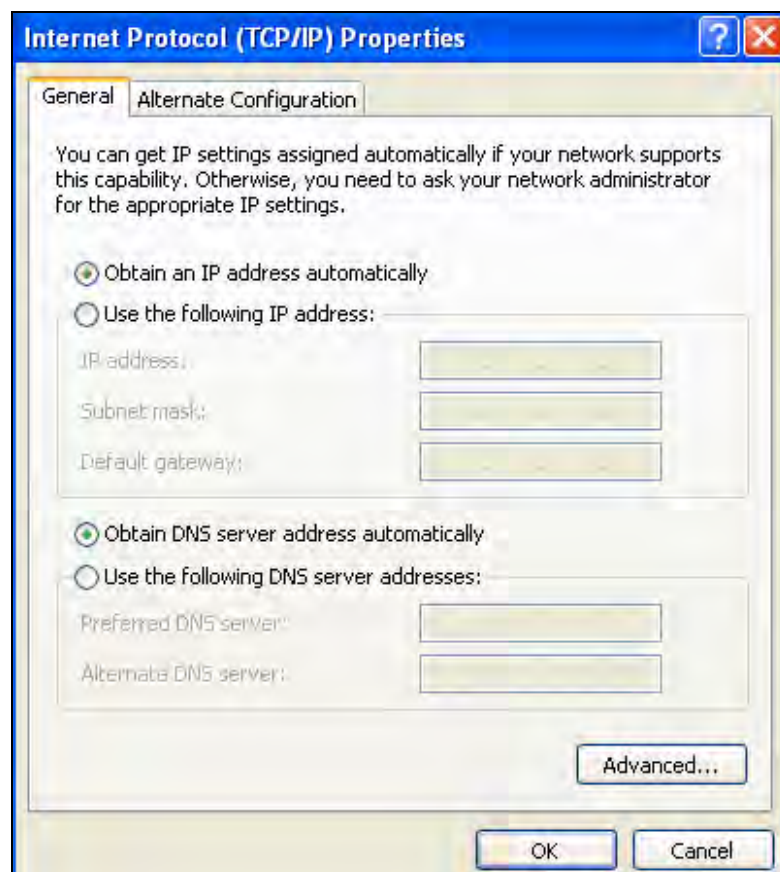 Internet Protocol (TCP/IP) Properties
General
Alternate Configuration
You can get IP settings assigned automatically if your network supports
this capability. Otherwise, you need to ask your network administrator
for the appropriate IP settings.
Obtain an IP address automatically
Use the following IP address:
IP address:
Subnet mask:
Default gateway:
Obtain DNS server address automatically
Use the following DNS server addresses:
Preferred DNS server:
Alternate DNS server:
Advanced...
OK
Cancel